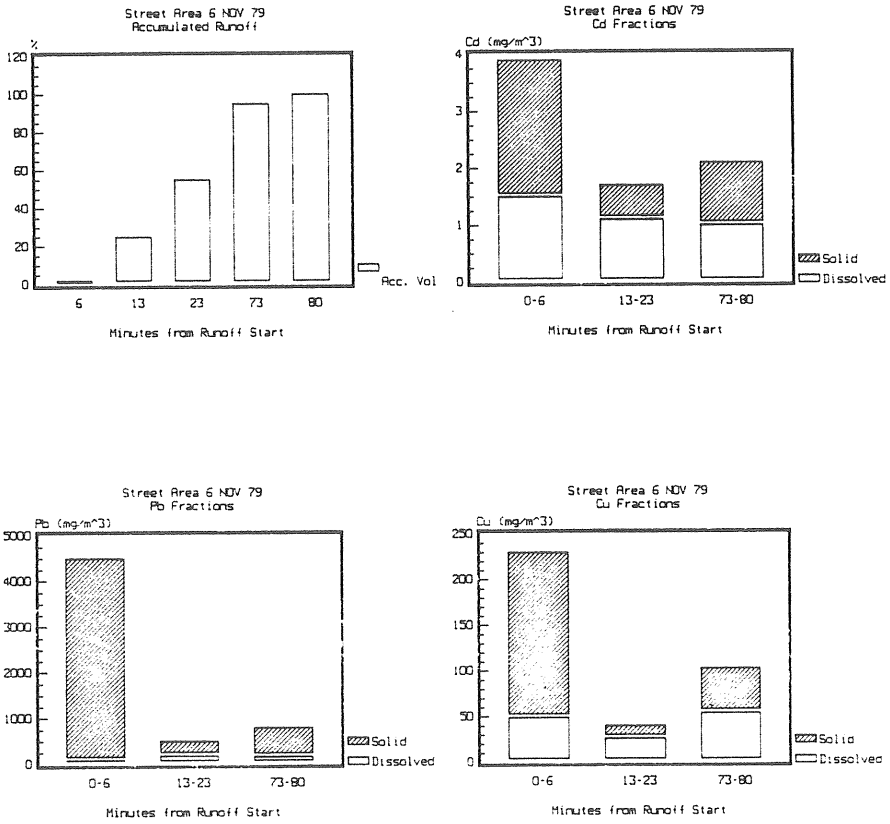 Street Area 6 NOV 79
Accumulated Runoff
%
120
100
80
60
40
20
0
6 13 23 73 80
Acc. Vol
Minutes from Runoff Start
Street Area 6 NOV 79
Cd Fractions
Cd (mg/m^3)
4
3
2
1
0
0-6 13-23 73-80
Solid
Dissolved
Minutes from Runoff Start
Street Area 6 NOV 79
Pb Fractions
Pb (mg/m^3)
5000
4000
3000
2000
1000
0
0-6 13-23 73-80
Solid
Dissolved
Minutes from Runoff Start
Street Area 6 NOV 79
Cu Fractions
Cu (mg/m^3)
250
200
150
100
50
0
0-6 13-23 73-80
Solid
Dissolved
Minutes from Runoff Start